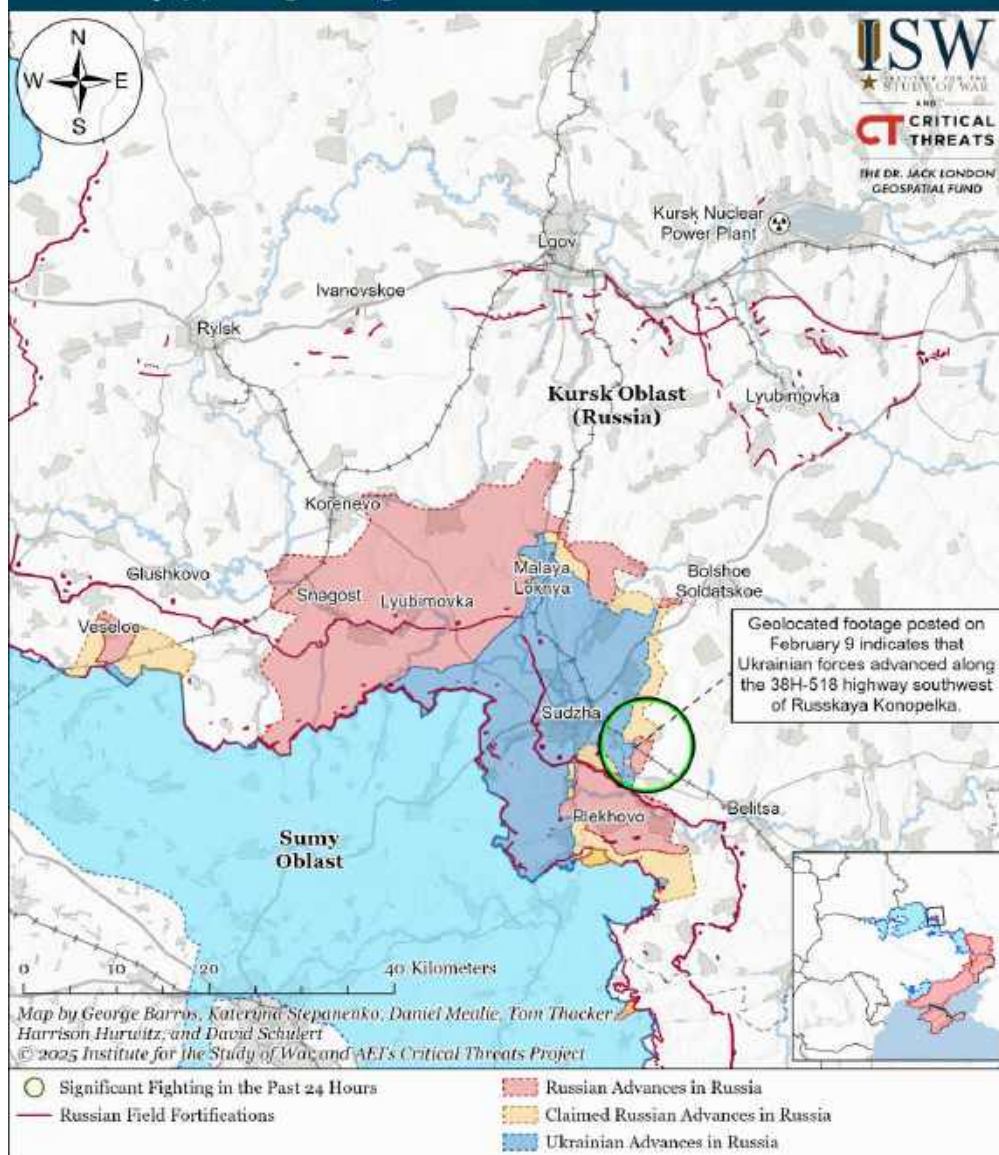 N
W E
S
ISW
INSTITUTE FOR THE
STUDY OF WAR
AND
CT CRITICAL
THREATS
THE DR. JACK LONDON
GEOSPATIAL FUND
Kursk Nuclear
Power Plant
Lgov
Ivanovskoe
Rylsk
Kursk Oblast
(Russia)
Lyubimovka
Korenevo
Glushkovo
Snagost
Lyubimovka
Malaya
Loknya
Bolshoe
Soldatskoe
Veseloe
Geolocated footage posted on
February 9 indicates that
Ukrainian forces advanced along
the 38H-518 highway southwest
of Russkaya Konopelka.
Sudzha
Belitsa
Plekhovo
Sumy
Oblast
0 10 20 40 Kilometers
Map by George Barros, Kateryna Stepanenko, Daniel Mealie, Tom Thacker
Harrison Hurwitz, and David Schulert
© 2025 Institute for the Study of War and AEI's Critical Threats Project
Significant Fighting in the Past 24 Hours
Russian Field Fortifications
Russian Advances in Russia
Claimed Russian Advances in Russia
Ukrainian Advances in Russia